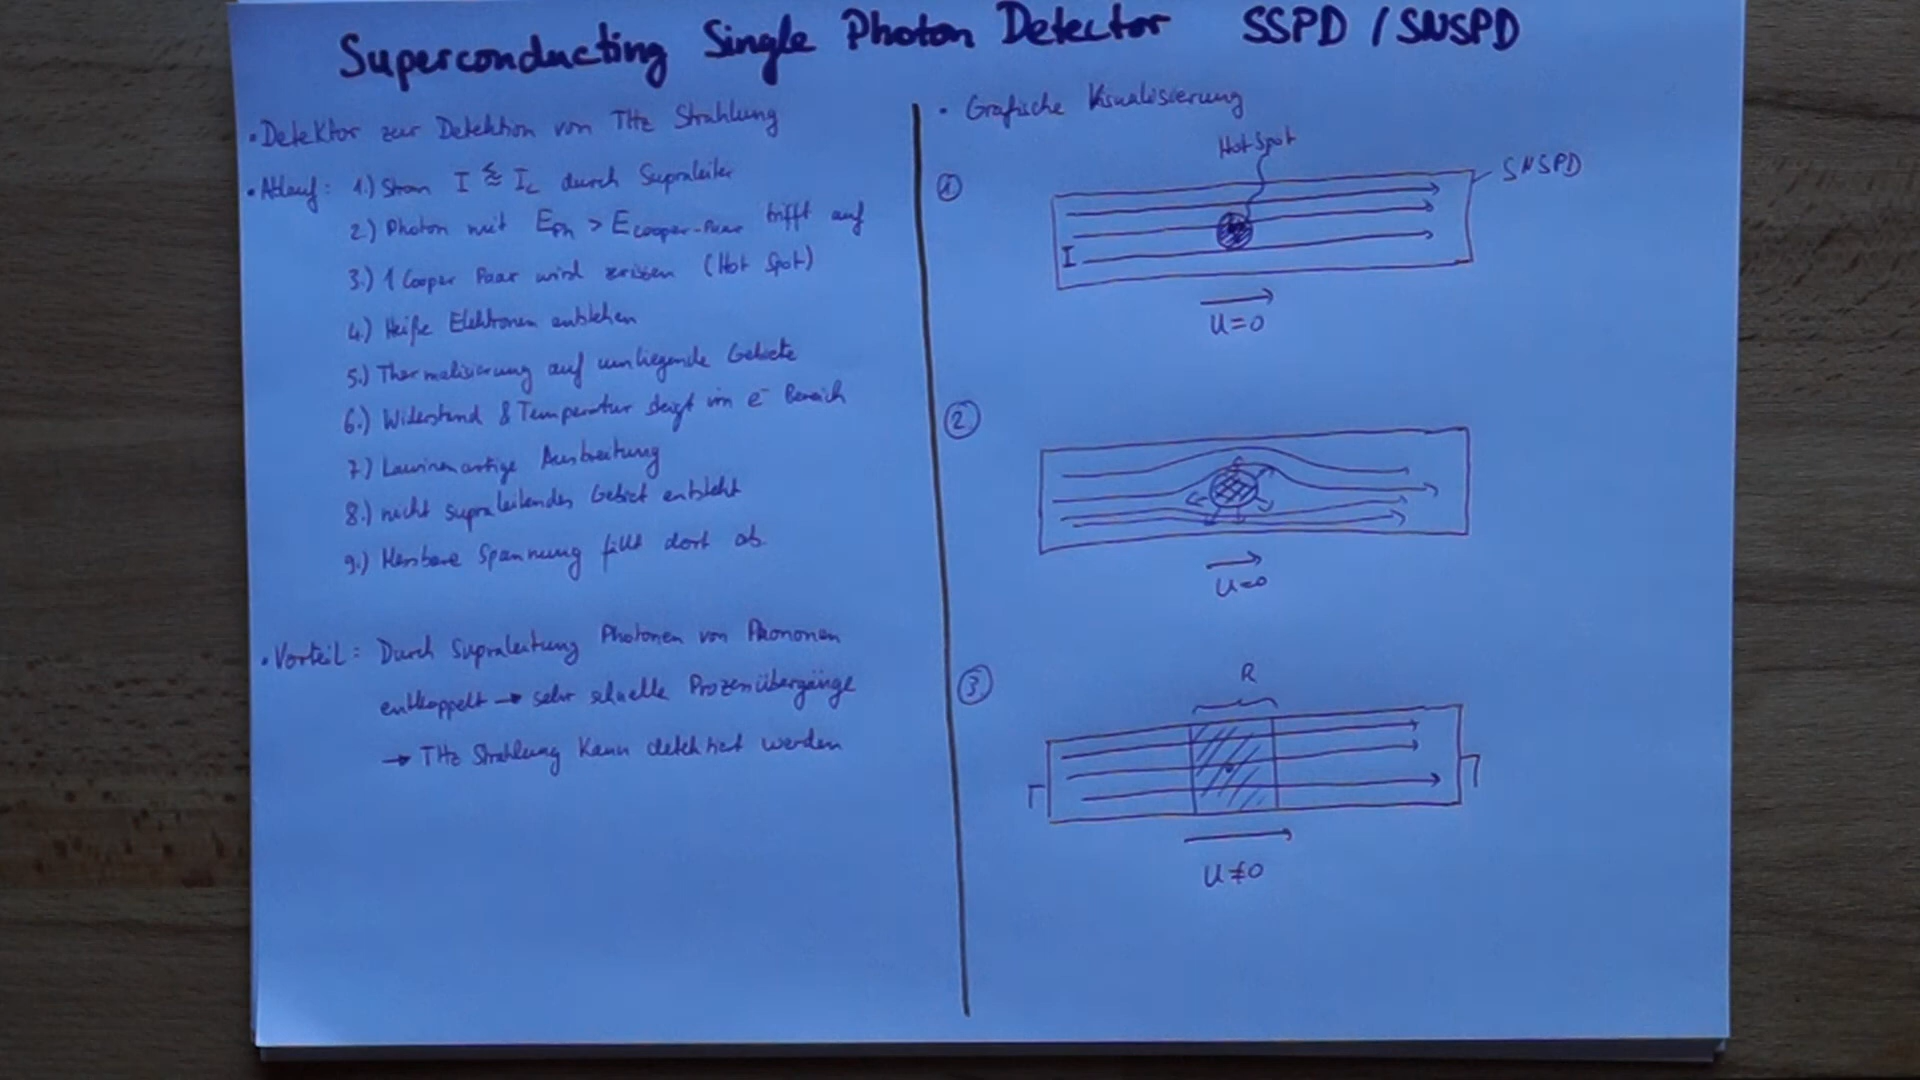 Superconducting Single Photon Detector SSPD / SNSPD
• Detektor zur Detektion von THz Strahlung
• Ablauf: 1.) Strom I ⪅ Ic durch Supraleiter
2.) Photon mit EPh > ECooper-Paar trifft auf
3.) 1 Cooper Paar wird zerissen (Hot Spot)
4.) Heiße Elektronen entstehen
5.) Thermalisierung auf umliegende Gebiete
6.) Widerstand & Temperatur steigt im e⁻ Bereich
7.) Lawinenartige Ausbreitung
8.) nicht supraleitendes Gebiet entsteht
9.) Messbare Spannung fällt dort ab
• Vorteil: Durch Supraleitung Photonen von Phononen
entkoppelt → sehr schnelle Prozessübergänge
→ THz Strahlung kann detektiert werden
• Grafische Visualisierung
① Hot Spot
SNSPD
I
U=0
②
U=0
③
R
U≠0